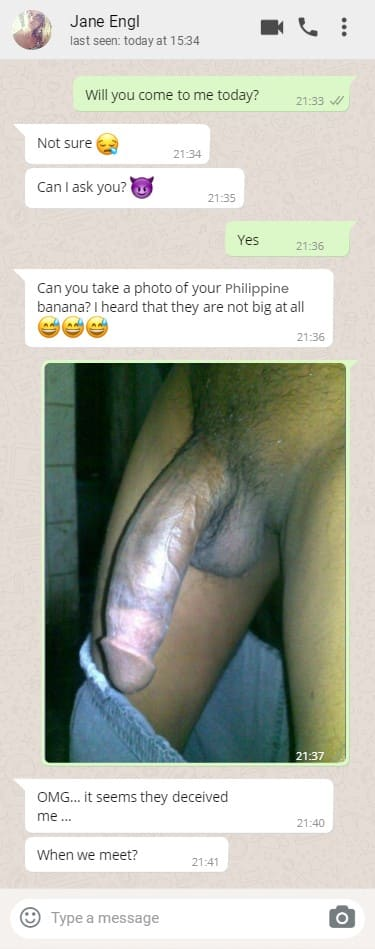 Jane Engl
last seen: today at 15:34
Will you come to me today?
21:33
Not sure 😪
21:34
Can I ask you? 😈
21:35
Yes
21:36
Can you take a photo of your Philippine
banana? I heard that they are not big at all
😅😅😅
21:36
21:37
OMG... it seems they deceived
me ...
21:40
When we meet?
21:41
Type a message